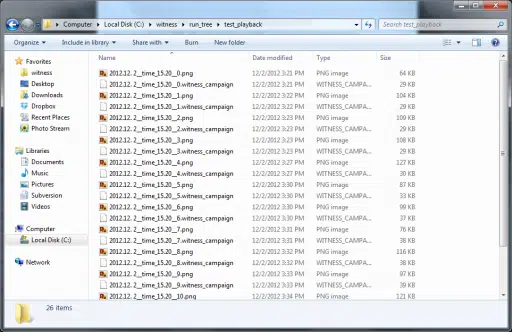 Computer ▸ Local Disk (C:) ▸ witness ▸ run_tree ▸ test_playback
Search test_playback
Organize Include in library Share with Burn New folder
Favorites
witness
Desktop
Downloads
Dropbox
Recent Places
Photo Stream
Libraries
Documents
Music
Pictures
Subversion
Videos
Computer
Local Disk (C:)
Network
Name Date modified Type Size
2012.12. 2__time_15.20__0.png 12/2/2012 3:21 PM PNG image 64 KB
2012.12. 2__time_15.20__0.witness_campaign 12/2/2012 3:21 PM WITNESS_CAMPA... 29 KB
2012.12. 2__time_15.20__1.png 12/2/2012 3:22 PM PNG image 104 KB
2012.12. 2__time_15.20__1.witness_campaign 12/2/2012 3:22 PM WITNESS_CAMPA... 29 KB
2012.12. 2__time_15.20__2.png 12/2/2012 3:23 PM PNG image 109 KB
2012.12. 2__time_15.20__2.witness_campaign 12/2/2012 3:23 PM WITNESS_CAMPA... 29 KB
2012.12. 2__time_15.20__3.png 12/2/2012 3:23 PM PNG image 108 KB
2012.12. 2__time_15.20__3.witness_campaign 12/2/2012 3:23 PM WITNESS_CAMPA... 29 KB
2012.12. 2__time_15.20__4.png 12/2/2012 3:27 PM PNG image 127 KB
2012.12. 2__time_15.20__4.witness_campaign 12/2/2012 3:27 PM WITNESS_CAMPA... 30 KB
2012.12. 2__time_15.20__5.png 12/2/2012 3:30 PM PNG image 87 KB
2012.12. 2__time_15.20__5.witness_campaign 12/2/2012 3:30 PM WITNESS_CAMPA... 33 KB
2012.12. 2__time_15.20__6.png 12/2/2012 3:30 PM PNG image 99 KB
2012.12. 2__time_15.20__6.witness_campaign 12/2/2012 3:30 PM WITNESS_CAMPA... 37 KB
2012.12. 2__time_15.20__7.png 12/2/2012 3:31 PM PNG image 76 KB
2012.12. 2__time_15.20__7.witness_campaign 12/2/2012 3:31 PM WITNESS_CAMPA... 38 KB
2012.12. 2__time_15.20__8.png 12/2/2012 3:32 PM PNG image 116 KB
2012.12. 2__time_15.20__8.witness_campaign 12/2/2012 3:32 PM WITNESS_CAMPA... 38 KB
2012.12. 2__time_15.20__9.png 12/2/2012 3:33 PM PNG image 97 KB
2012.12. 2__time_15.20__9.witness_campaign 12/2/2012 3:33 PM WITNESS_CAMPA... 39 KB
2012.12. 2__time_15.20__10.png 12/2/2012 3:34 PM PNG image 121 KB
26 items